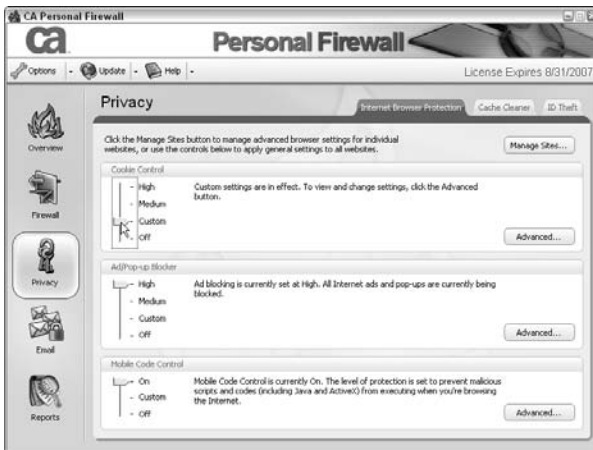 CA Personal Firewall
ca
Personal Firewall
Options
Update
Help
License Expires 8/31/2007
Overview
Firewall
Privacy
Email
Reports
Privacy
Internet Browser Protection
Cache Cleaner
ID Theft
Click the Manage Sites button to manage advanced browser settings for individual
websites, or use the controls below to apply general settings to all websites.
Manage Sites...
Cookie Control
High
Medium
Custom
Off
Custom settings are in effect. To view and change settings, click the Advanced
button.
Advanced...
Ad/Pop-up Blocker
High
Medium
Custom
Off
Ad blocking is currently set at High. All Internet ads and pop-ups are currently being
blocked.
Advanced...
Mobile Code Control
On
Custom
Off
Mobile Code Control is currently On. The level of protection is set to prevent malicious
scripts and codes (including Java and ActiveX) from executing when you're browsing
the Internet.
Advanced...